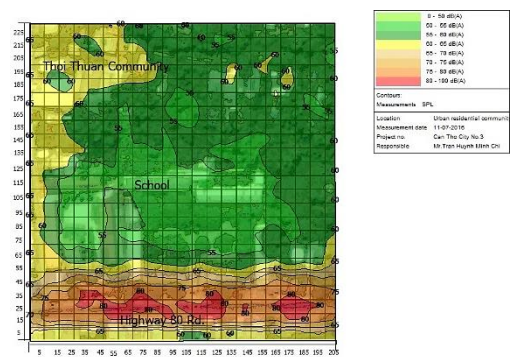 0 - 50 dB(A)
50 - 55 dB(A)
55 - 60 dB(A)
60 - 65 dB(A)
65 - 70 dB(A)
70 - 75 dB(A)
75 - 80 dB(A)
80 - 100 dB(A)
Contours:
Measurements SPL
Location Urban residential communit
Measurement date 11-07-2016
Project no. Can Tho City No.3
Responsible Mr.Tran Huynh Minh Chi
Thoi Thuan Community
School
Highway 80 Rd.
225
215
205
195
185
175
165
155
145
135
125
115
105
95
85
75
65
55
45
35
25
15
5
5 15 25 35 45 55 65 75 85 95 105 115 125 135 145 155 165 175 185 195 205